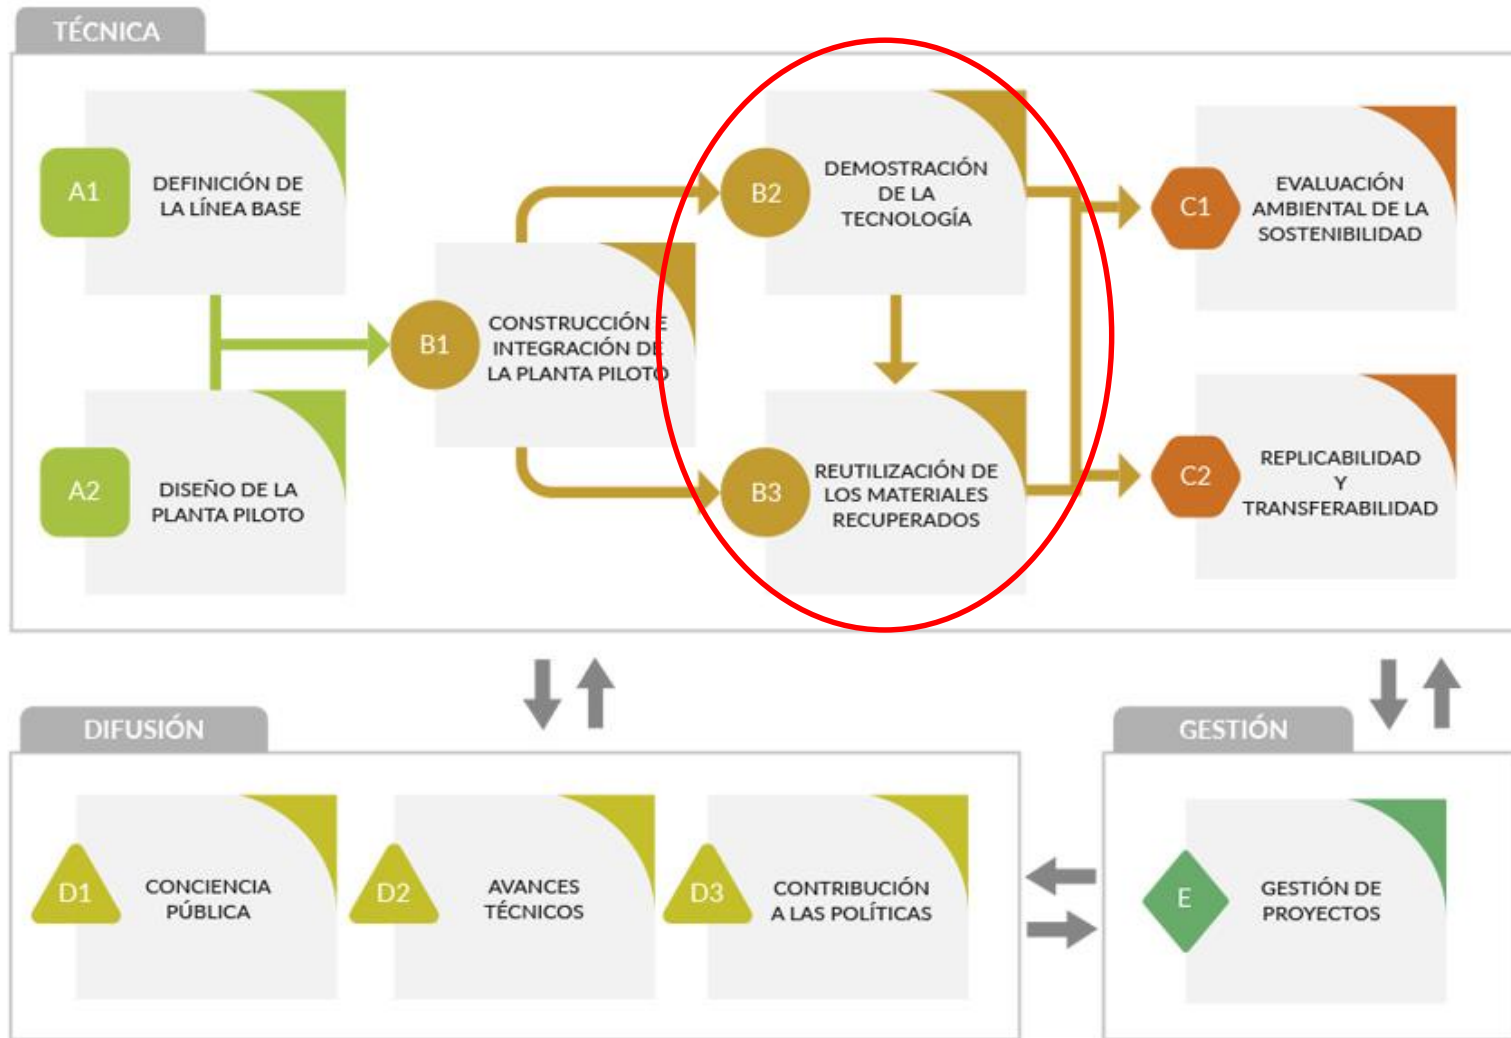 TÉCNICA
A1
DEFINICIÓN DE
LA LÍNEA BASE
A2
DISEÑO DE LA
PLANTA PILOTO
B1
CONSTRUCCIÓN E
INTEGRACIÓN DE
LA PLANTA PILOTO
B2
DEMOSTRACIÓN
DE LA
TECNOLOGÍA
B3
REUTILIZACIÓN DE
LOS MATERIALES
RECUPERADOS
C1
EVALUACIÓN
AMBIENTAL DE LA
SOSTENIBILIDAD
C2
REPLICABILIDAD
Y
TRANSFERABILIDAD
DIFUSIÓN
D1
CONCIENCIA
PÚBLICA
D2
AVANCES
TÉCNICOS
D3
CONTRIBUCIÓN
A LAS POLÍTICAS
GESTIÓN
E
GESTIÓN DE
PROYECTOS